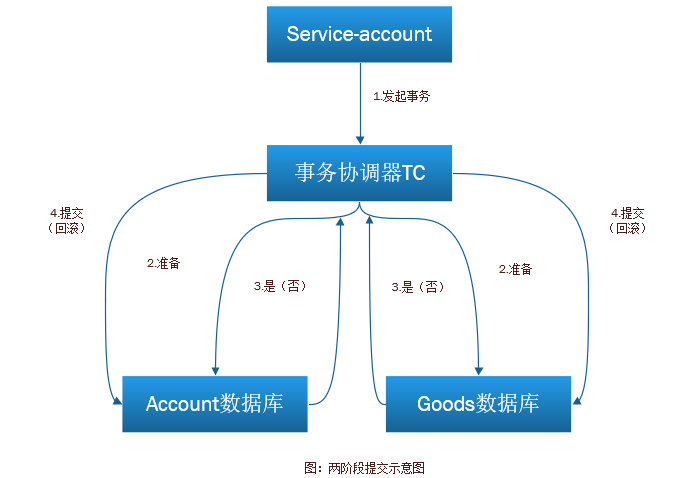 Service-account
1.发起事务
事务协调器TC
4.提交
（回滚）
4.提交
（回滚）
2.准备
3.是（否）
3.是（否）
2.准备
Account数据库
Goods数据库
图：两阶段提交示意图